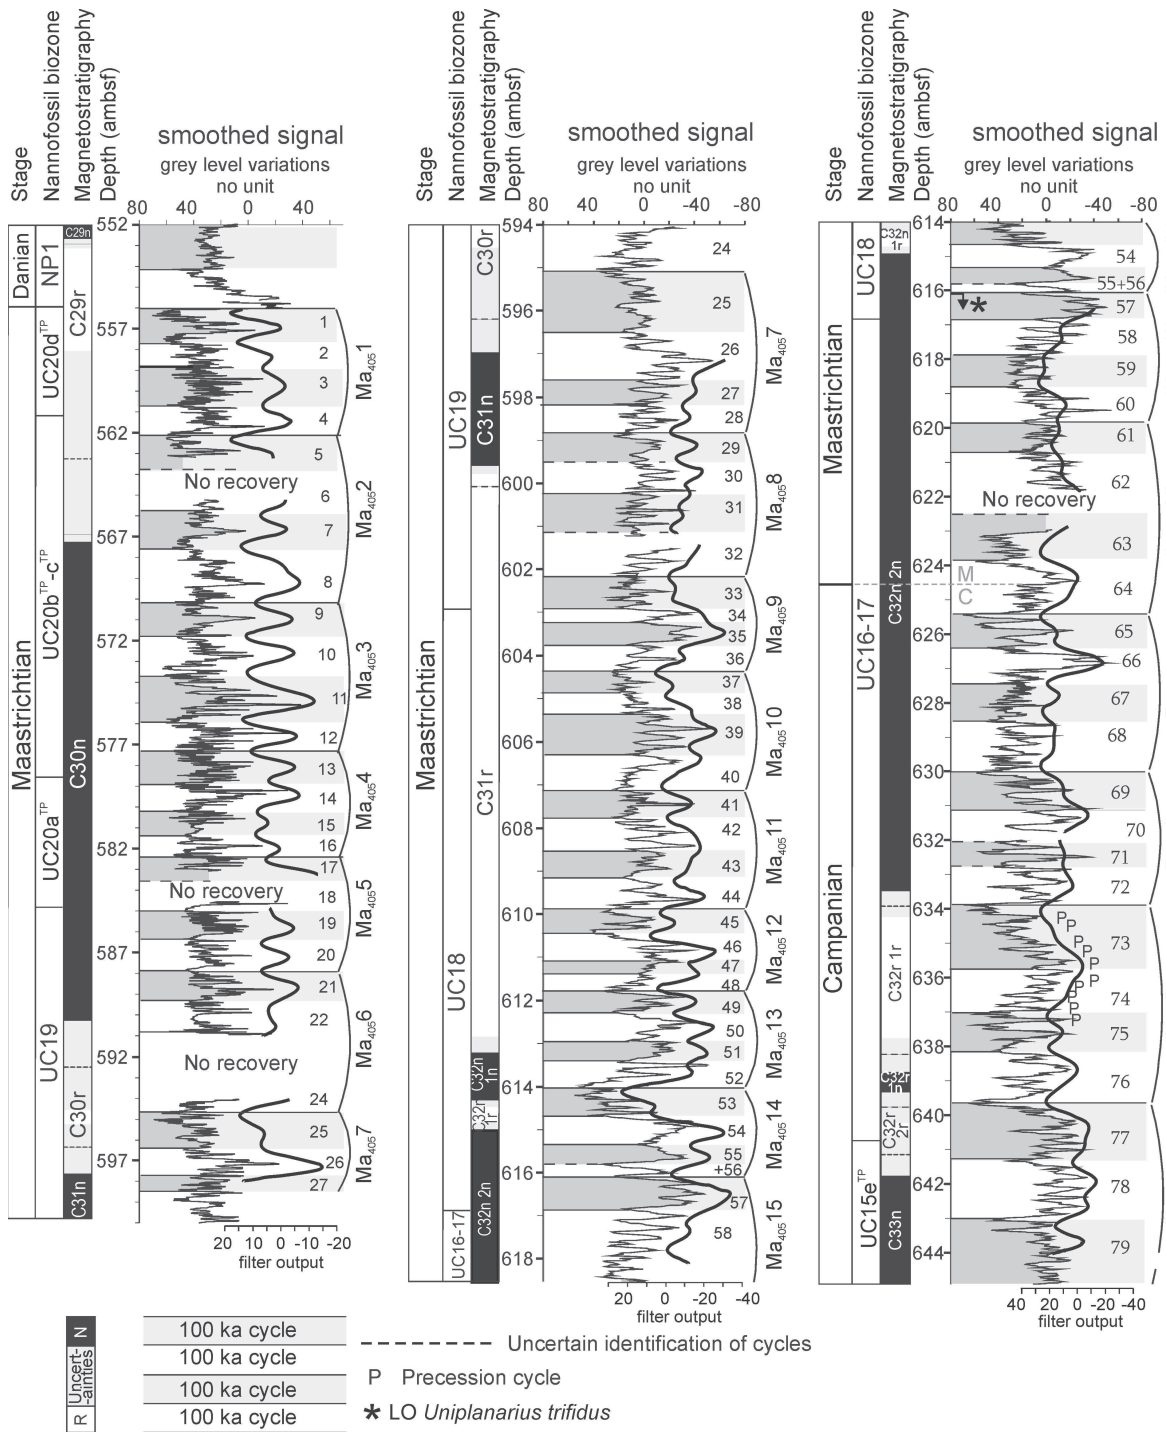 Stage
Nannofossil biozone
Magnetostratigraphy
Depth (ambsf)
smoothed signal
grey level variations
no unit
80 40 0 -40
552
557
562
567
572
577
582
587
592
597
Danian
Maastrichtian
NP1
UC20dTP
UC20bTP-cTP
UC20aTP
UC19
C29n
C29r
C30n
C30r
C31n
1
2
3
4
5
No recovery
6
7
8
9
10
11
12
13
14
15
16
17
No recovery
18
19
20
21
22
No recovery
24
25
26
27
Ma4051
Ma4052
Ma4053
Ma4054
Ma4055
Ma4056
Ma4057
20 10 0 -10 -20
filter output
Stage
Nannofossil biozone
Magnetostratigraphy
Depth (ambsf)
smoothed signal
grey level variations
no unit
80 40 0 -40 -80
594
596
598
600
602
604
606
608
610
612
614
616
618
Maastrichtian
UC19
UC18
UC16-17
C30r
C31n
C31r
C32n
1n
C32r
1r
C32n 2n
24
25
26
27
28
29
30
31
32
33
34
35
36
37
38
39
40
41
42
43
44
45
46
47
48
49
50
51
52
53
54
55
+56
57
58
Ma4057
Ma4058
Ma4059
Ma40510
Ma40511
Ma40512
Ma40513
Ma40514
Ma40515
20 0 -20 -40
filter output
Stage
Nannofossil biozone
Magnetostratigraphy
Depth (ambsf)
smoothed signal
grey level variations
no unit
80 40 0 -40 -80
614
616
618
620
622
624
626
628
630
632
634
636
638
640
642
644
Maastrichtian
Campanian
UC18
UC16-17
UC15eTP
C32n
1r
C32n 2n
C32r 1r
C32r
1n
C32r
2r
C33n
54
55+56
*
57
58
59
60
61
62
No recovery
63
M
C
64
65
66
67
68
69
70
71
72
73
P
P
P
P
P
P
P
P
P
P
74
75
76
77
78
79
40 20 0 -20 -40
filter output
N
Uncert-
ainties
R
100 ka cycle
100 ka cycle
100 ka cycle
100 ka cycle
Uncertain identification of cycles
P Precession cycle
* LO Uniplanarius trifidus